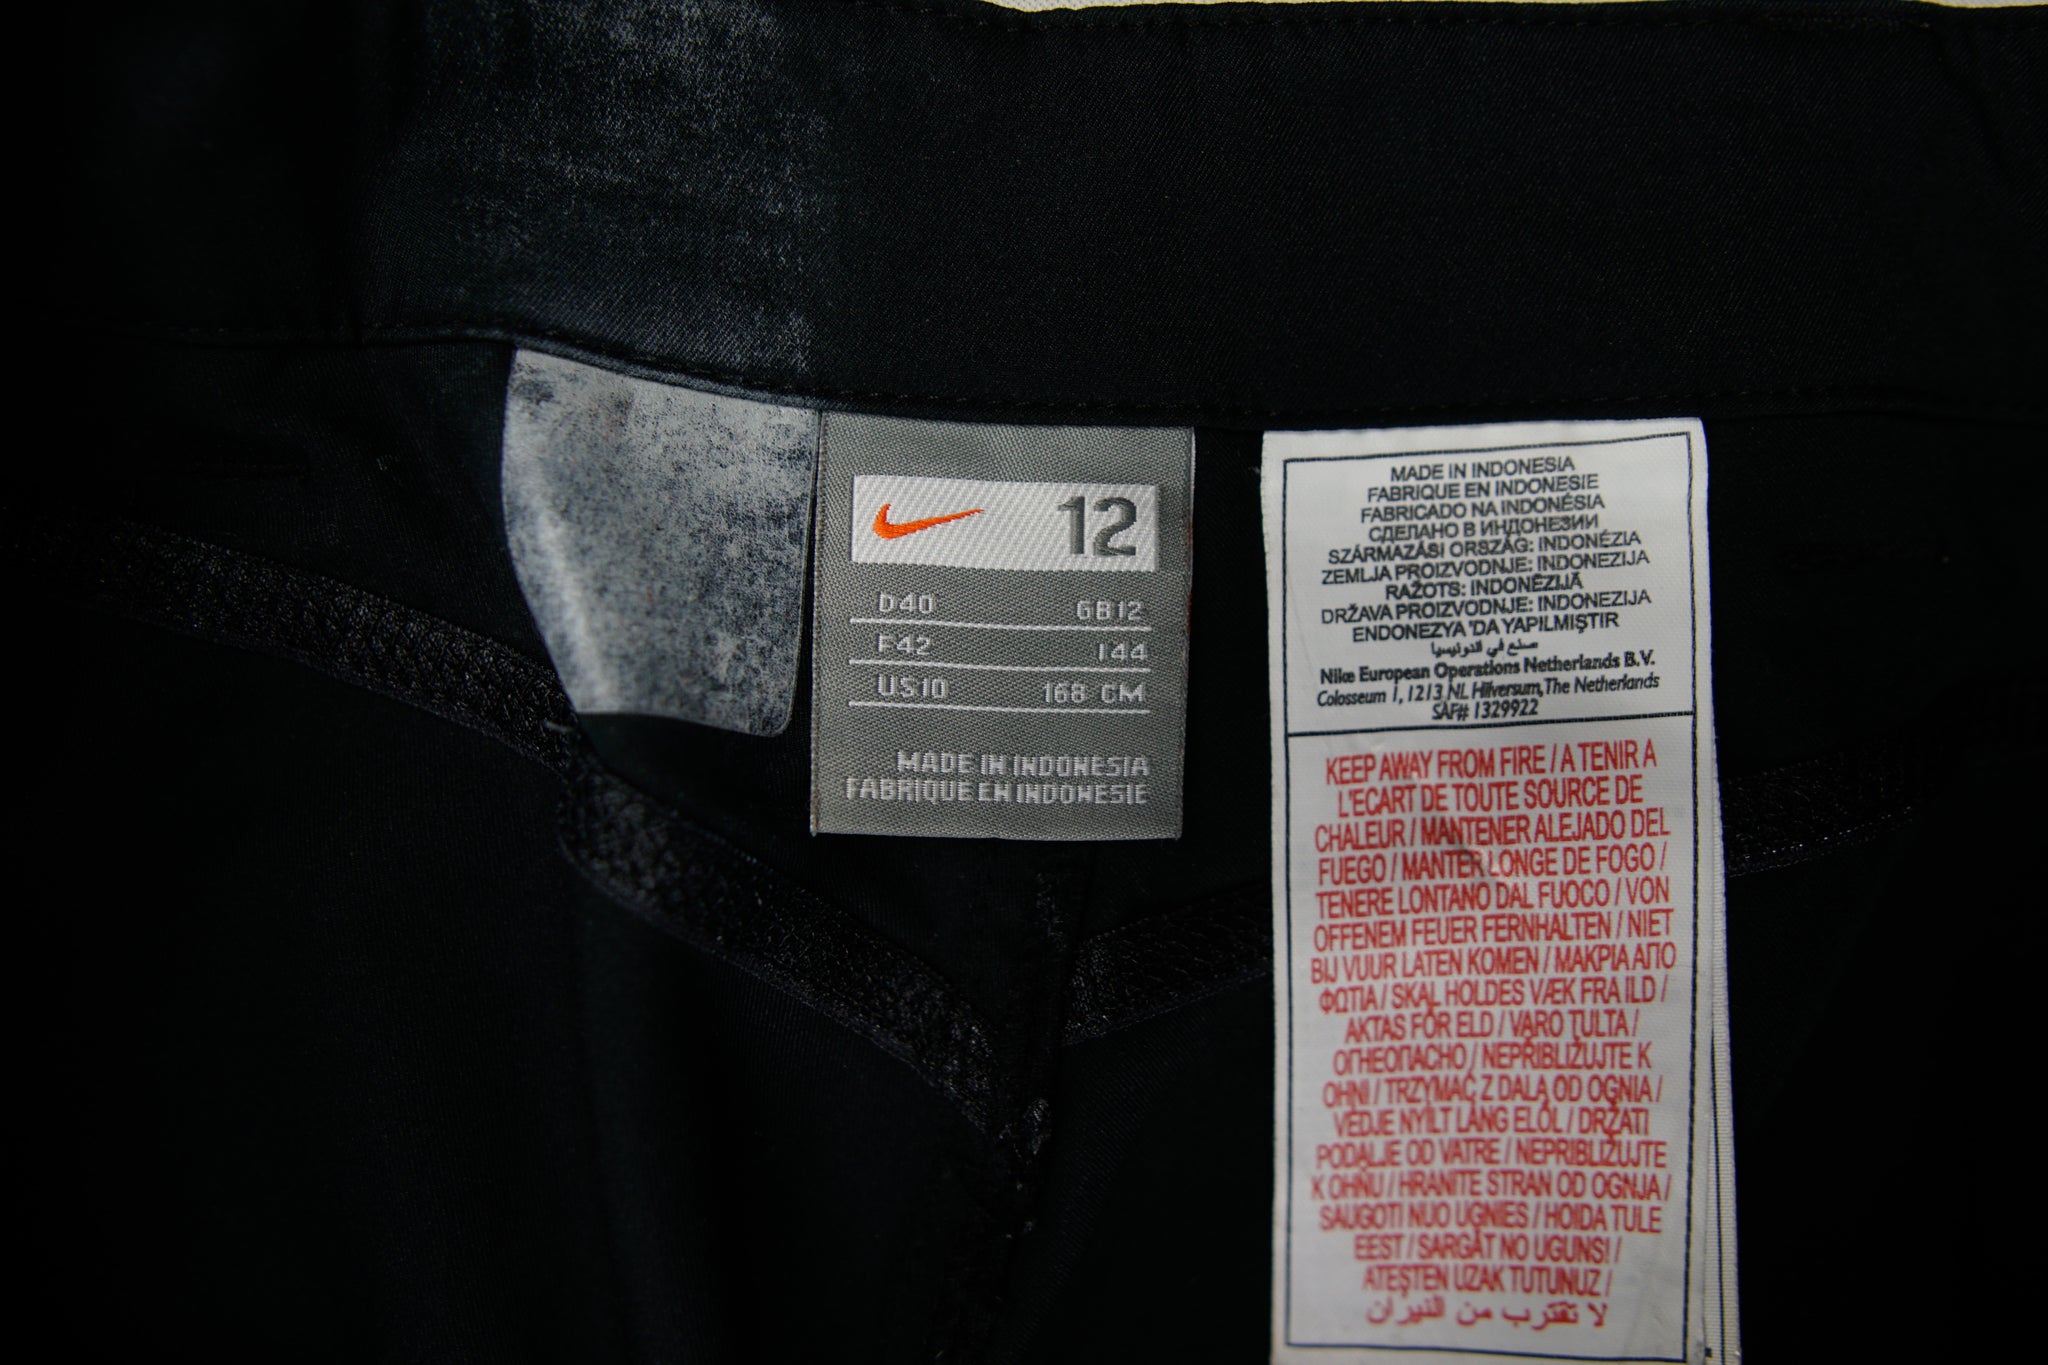 12
D40 GB12
F42 144
US10 168 CM
MADE IN INDONESIA
FABRIQUE EN INDONESIE
MADE IN INDONESIA
FABRIQUE EN INDONESIE
FABRICADO NA INDONÉSIA
СДЕЛАНО В ИНДОНЕЗИИ
SZÁRMAZÁSI ORSZÁG: INDONÉZIA
ZEMLJA PROIZVODNJE: INDONEZIJA
RAŽOTS: INDONĒZIJĀ
DRŽAVA PROIZVODNJE: INDONEZIJA
ENDONEZYA 'DA YAPILMIŞTIR
صنع في اندونيسيا
Nike European Operations Netherlands B.V.
Colosseum 1, 1213 NL Hilversum, The Netherlands
SAF# 1329922
KEEP AWAY FROM FIRE / A TENIR A
L'ECART DE TOUTE SOURCE DE
CHALEUR / MANTENER ALEJADO DEL
FUEGO / MANTER LONGE DE FOGO /
TENERE LONTANO DAL FUOCO / VON
OFFENEM FEUER FERNHALTEN / NIET
BIJ VUUR LATEN KOMEN / ΜΑΚΡΙΑ ΑΠΟ
ΦΩΤΙΑ / SKAL HOLDES VÆK FRA ILD /
AKTAS FÖR ELD / VARO TULTA /
ОГНЕОПАСНО / NEPŘIBLIŽUJTE K
OHNI / TRZYMAĆ Z DALA OD OGNIA /
VÉDJE NYÍLT LÁNG ELŐL / DRŽATI
PODALJE OD VATRE / NEPRIBLIŽUJTE
K OHŇU / HRANITE STRAN OD OGNJA /
SAUGOTI NUO UGNIES / HOIDA TULE
EEST / SARGĀT NO UGUNS! /
ATEŞTEN UZAK TUTUNUZ /
لا تقترب من النيران